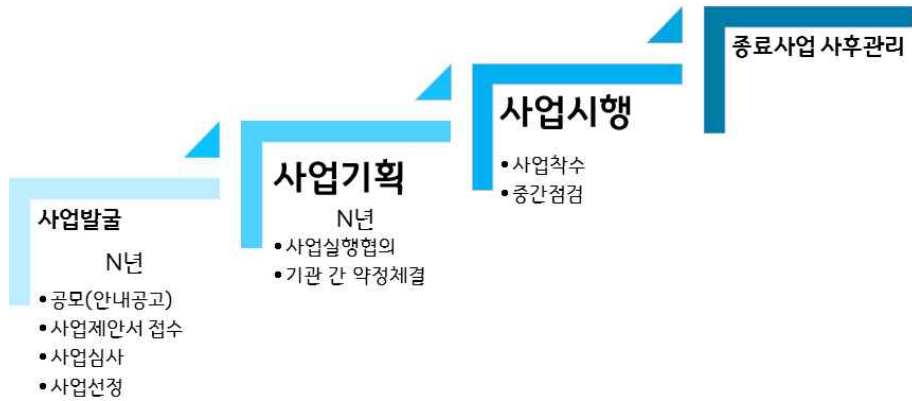 사업발굴
N년
•공모(안내공고)
•사업제안서 접수
•사업심사
•사업선정
사업기획
N년
•사업실행협의
•기관 간 약정체결
사업시행
•사업착수
•중간점검
종료사업 사후관리